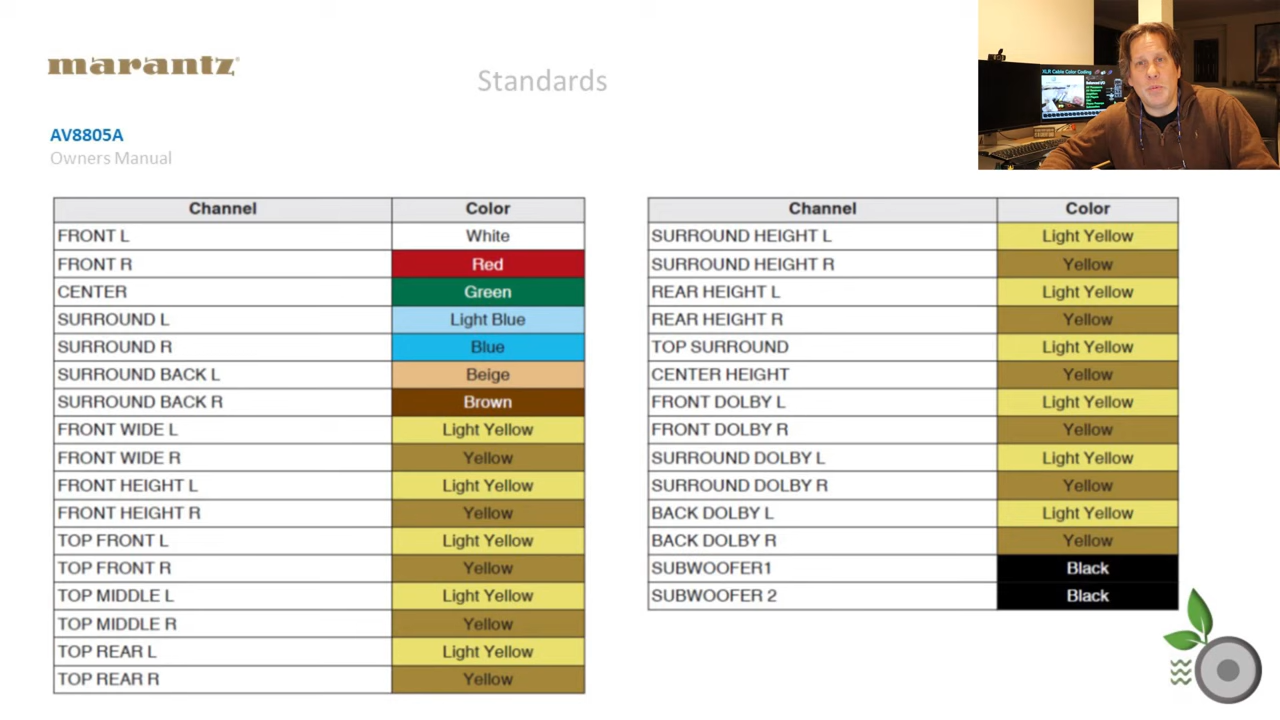 marantz
Standards
AV8805A
Owners Manual
XLR Cable Color Coding
Channel Color
FRONT L White
FRONT R Red
CENTER Green
SURROUND L Light Blue
SURROUND R Blue
SURROUND BACK L Beige
SURROUND BACK R Brown
FRONT WIDE L Light Yellow
FRONT WIDE R Yellow
FRONT HEIGHT L Light Yellow
FRONT HEIGHT R Yellow
TOP FRONT L Light Yellow
TOP FRONT R Yellow
TOP MIDDLE L Light Yellow
TOP MIDDLE R Yellow
TOP REAR L Light Yellow
TOP REAR R Yellow
Channel Color
SURROUND HEIGHT L Light Yellow
SURROUND HEIGHT R Yellow
REAR HEIGHT L Light Yellow
REAR HEIGHT R Yellow
TOP SURROUND Light Yellow
CENTER HEIGHT Yellow
FRONT DOLBY L Light Yellow
FRONT DOLBY R Yellow
SURROUND DOLBY L Light Yellow
SURROUND DOLBY R Yellow
BACK DOLBY L Light Yellow
BACK DOLBY R Yellow
SUBWOOFER1 Black
SUBWOOFER 2 Black